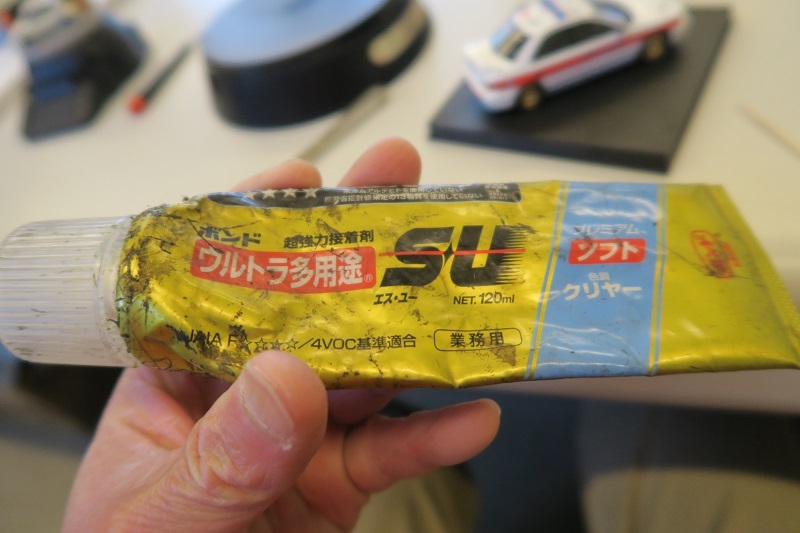 ボンド 超強力接着剤
ウルトラ多用途® SU
エス・ユー NET.120ml
JAIA F☆☆☆☆/4VOC基準適合 業務用
プレミアム
ソフト
色調
クリヤー